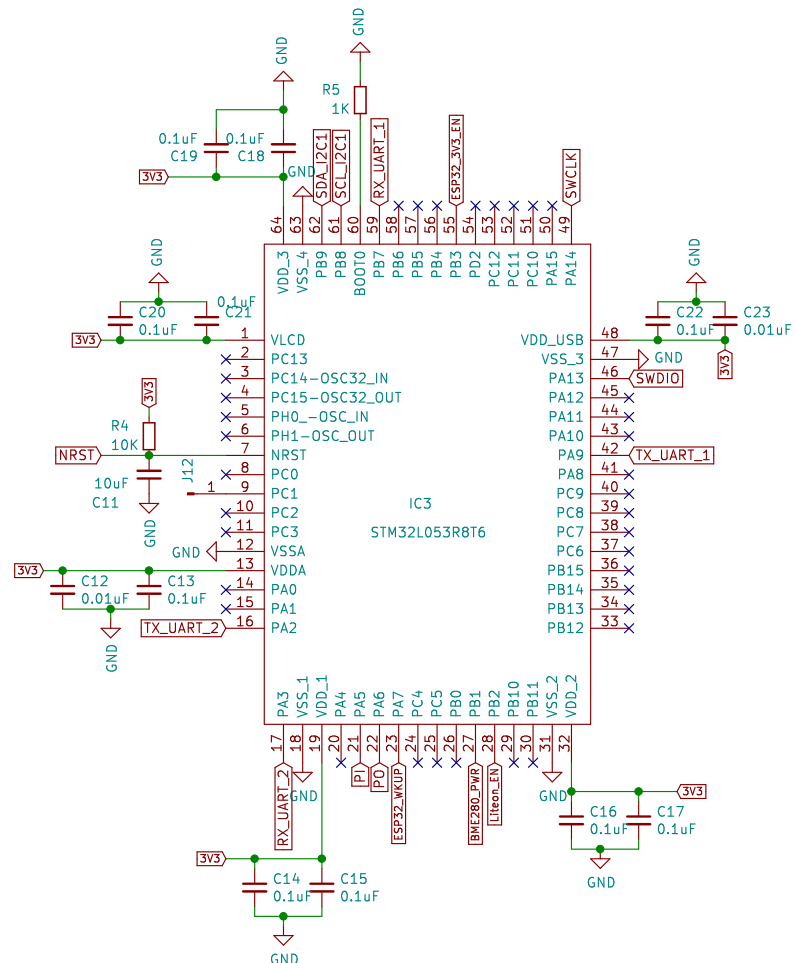 GND
GND
R5
1K
0.1uF
0.1uF
C19
C18
3V3
GND
SDA_I2C1
SCL_I2C1
RX_UART_1
ESP32_3V3_EN
SWCLK
64
63
62
61
60
59
58
57
56
55
54
53
52
51
50
49
VDD_3
VSS_4
PB9
PB8
BOOT0
PB7
PB6
PB5
PB4
PB3
PD2
PC12
PC11
PC10
PA15
PA14
GND
C20
0.1uF
0.1uF
C21
3V3
GND
C22
0.1uF
C23
0.01uF
3V3
GND
1 VLCD
2 PC13
3 PC14-OSC32_IN
4 PC15-OSC32_OUT
5 PH0_-OSC_IN
6 PH1-OSC_OUT
7 NRST
8 PC0
9 PC1
10 PC2
11 PC3
12 VSSA
13 VDDA
14 PA0
15 PA1
16 PA2
3V3
R4
10K
NRST
10uF
C11
GND
J12
1
GND
3V3
C12
0.01uF
C13
0.1uF
GND
TX_UART_2
IC3
STM32L053R8T6
VDD_USB 48
VSS_3 47
PA13 46
PA12 45
PA11 44
PA10 43
PA9 42
PA8 41
PC9 40
PC8 39
PC7 38
PC6 37
PB15 36
PB14 35
PB13 34
PB12 33
SWDIO
TX_UART_1
PA3
VSS_1
VDD_1
PA4
PA5
PA6
PA7
PC4
PC5
PB0
PB1
PB2
PB10
PB11
VSS_2
VDD_2
17
18
19
20
21
22
23
24
25
26
27
28
29
30
31
32
RX_UART_2
GND
PI
PO
ESP32_WKUP
BME280_PWR
Liteon_EN
GND
3V3
C16
0.1uF
C17
0.1uF
GND
3V3
C14
0.1uF
C15
0.1uF
GND